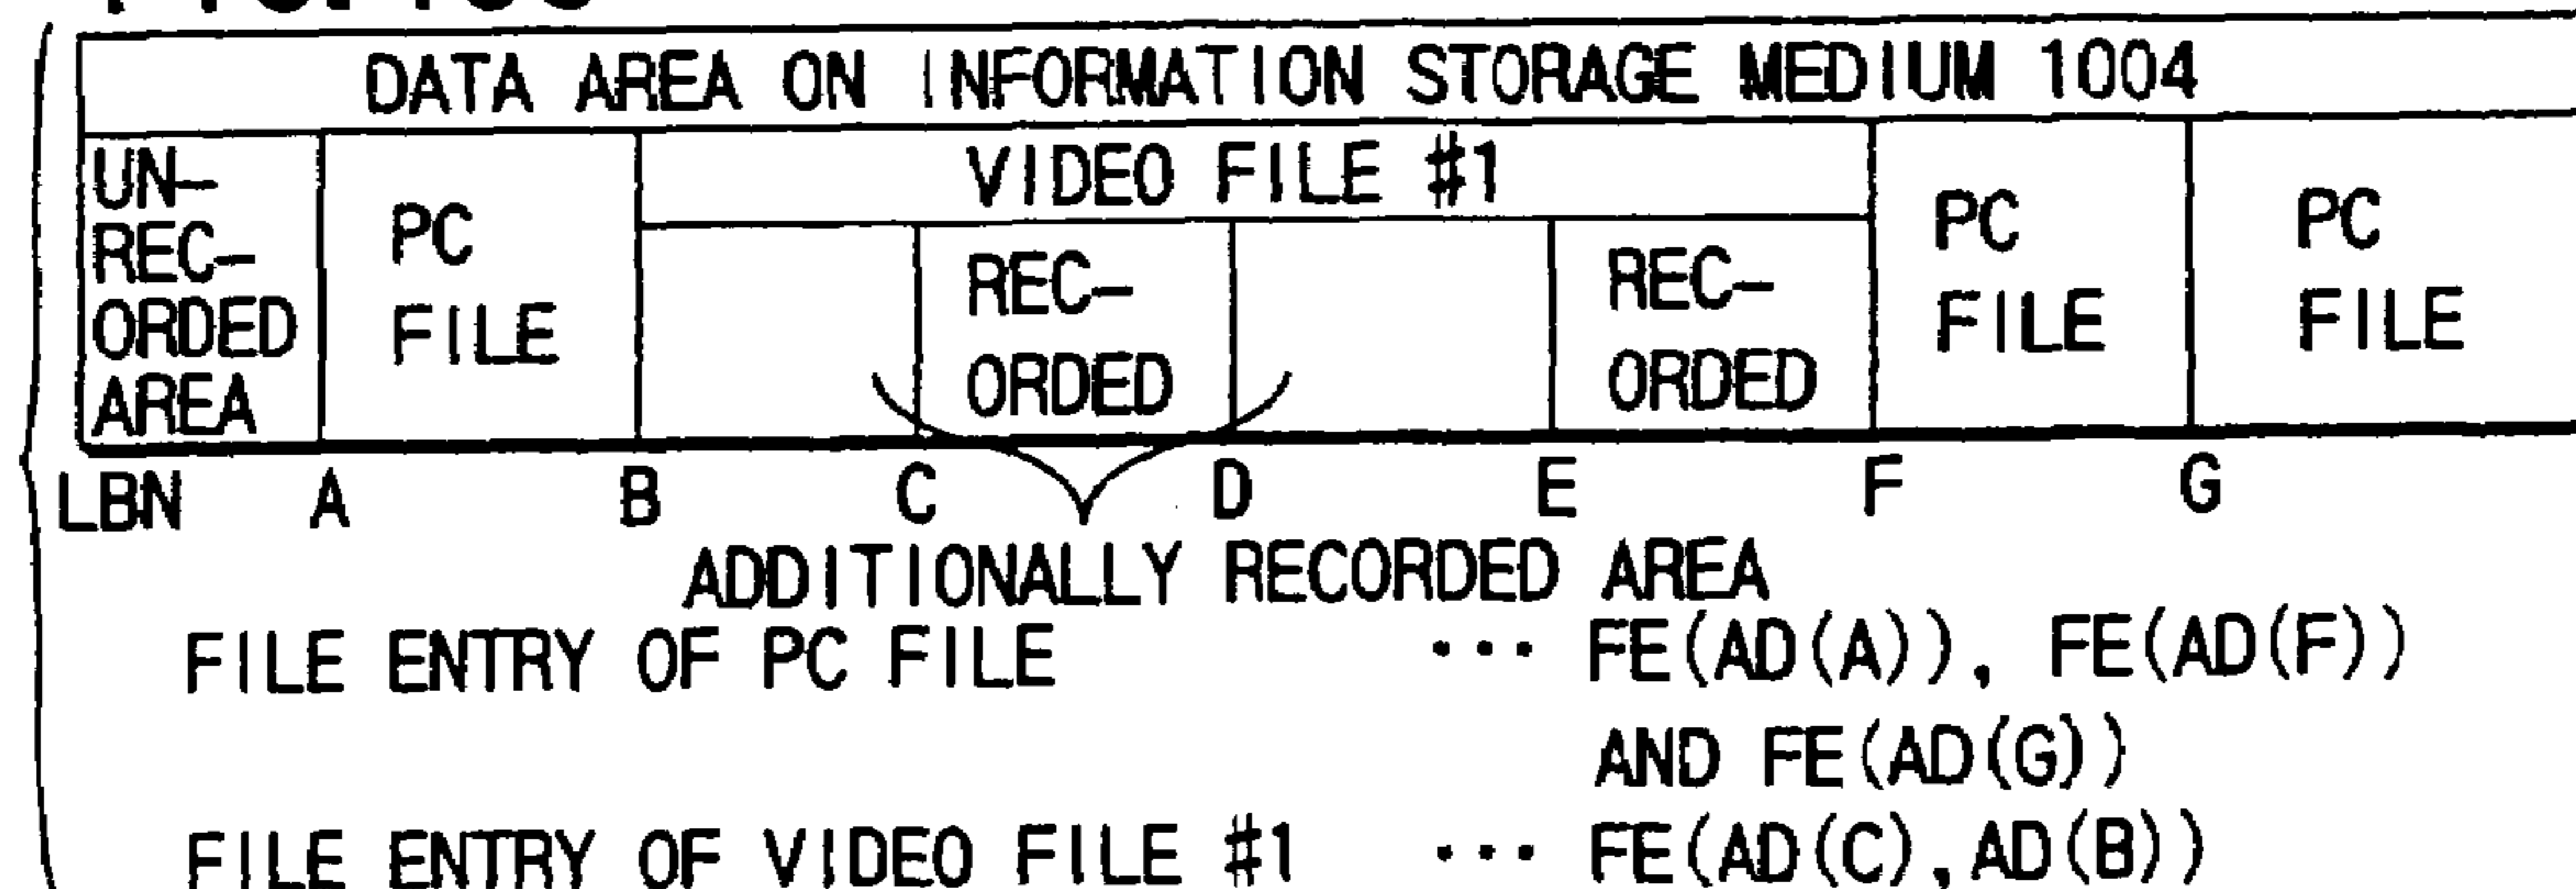 DATA AREA ON INFORMATION STORAGE MEDIUM 1004
UN-
REC-
ORDED
AREA
PC
FILE
VIDEO FILE #1
REC-
ORDED
REC-
ORDED
PC
FILE
PC
FILE
LBN A B C D E F G
ADDITIONALLY RECORDED AREA
FILE ENTRY OF PC FILE ··· FE(AD(A)), FE(AD(F))
AND FE(AD(G))
FILE ENTRY OF VIDEO FILE #1 ··· FE(AD(C),AD(B))